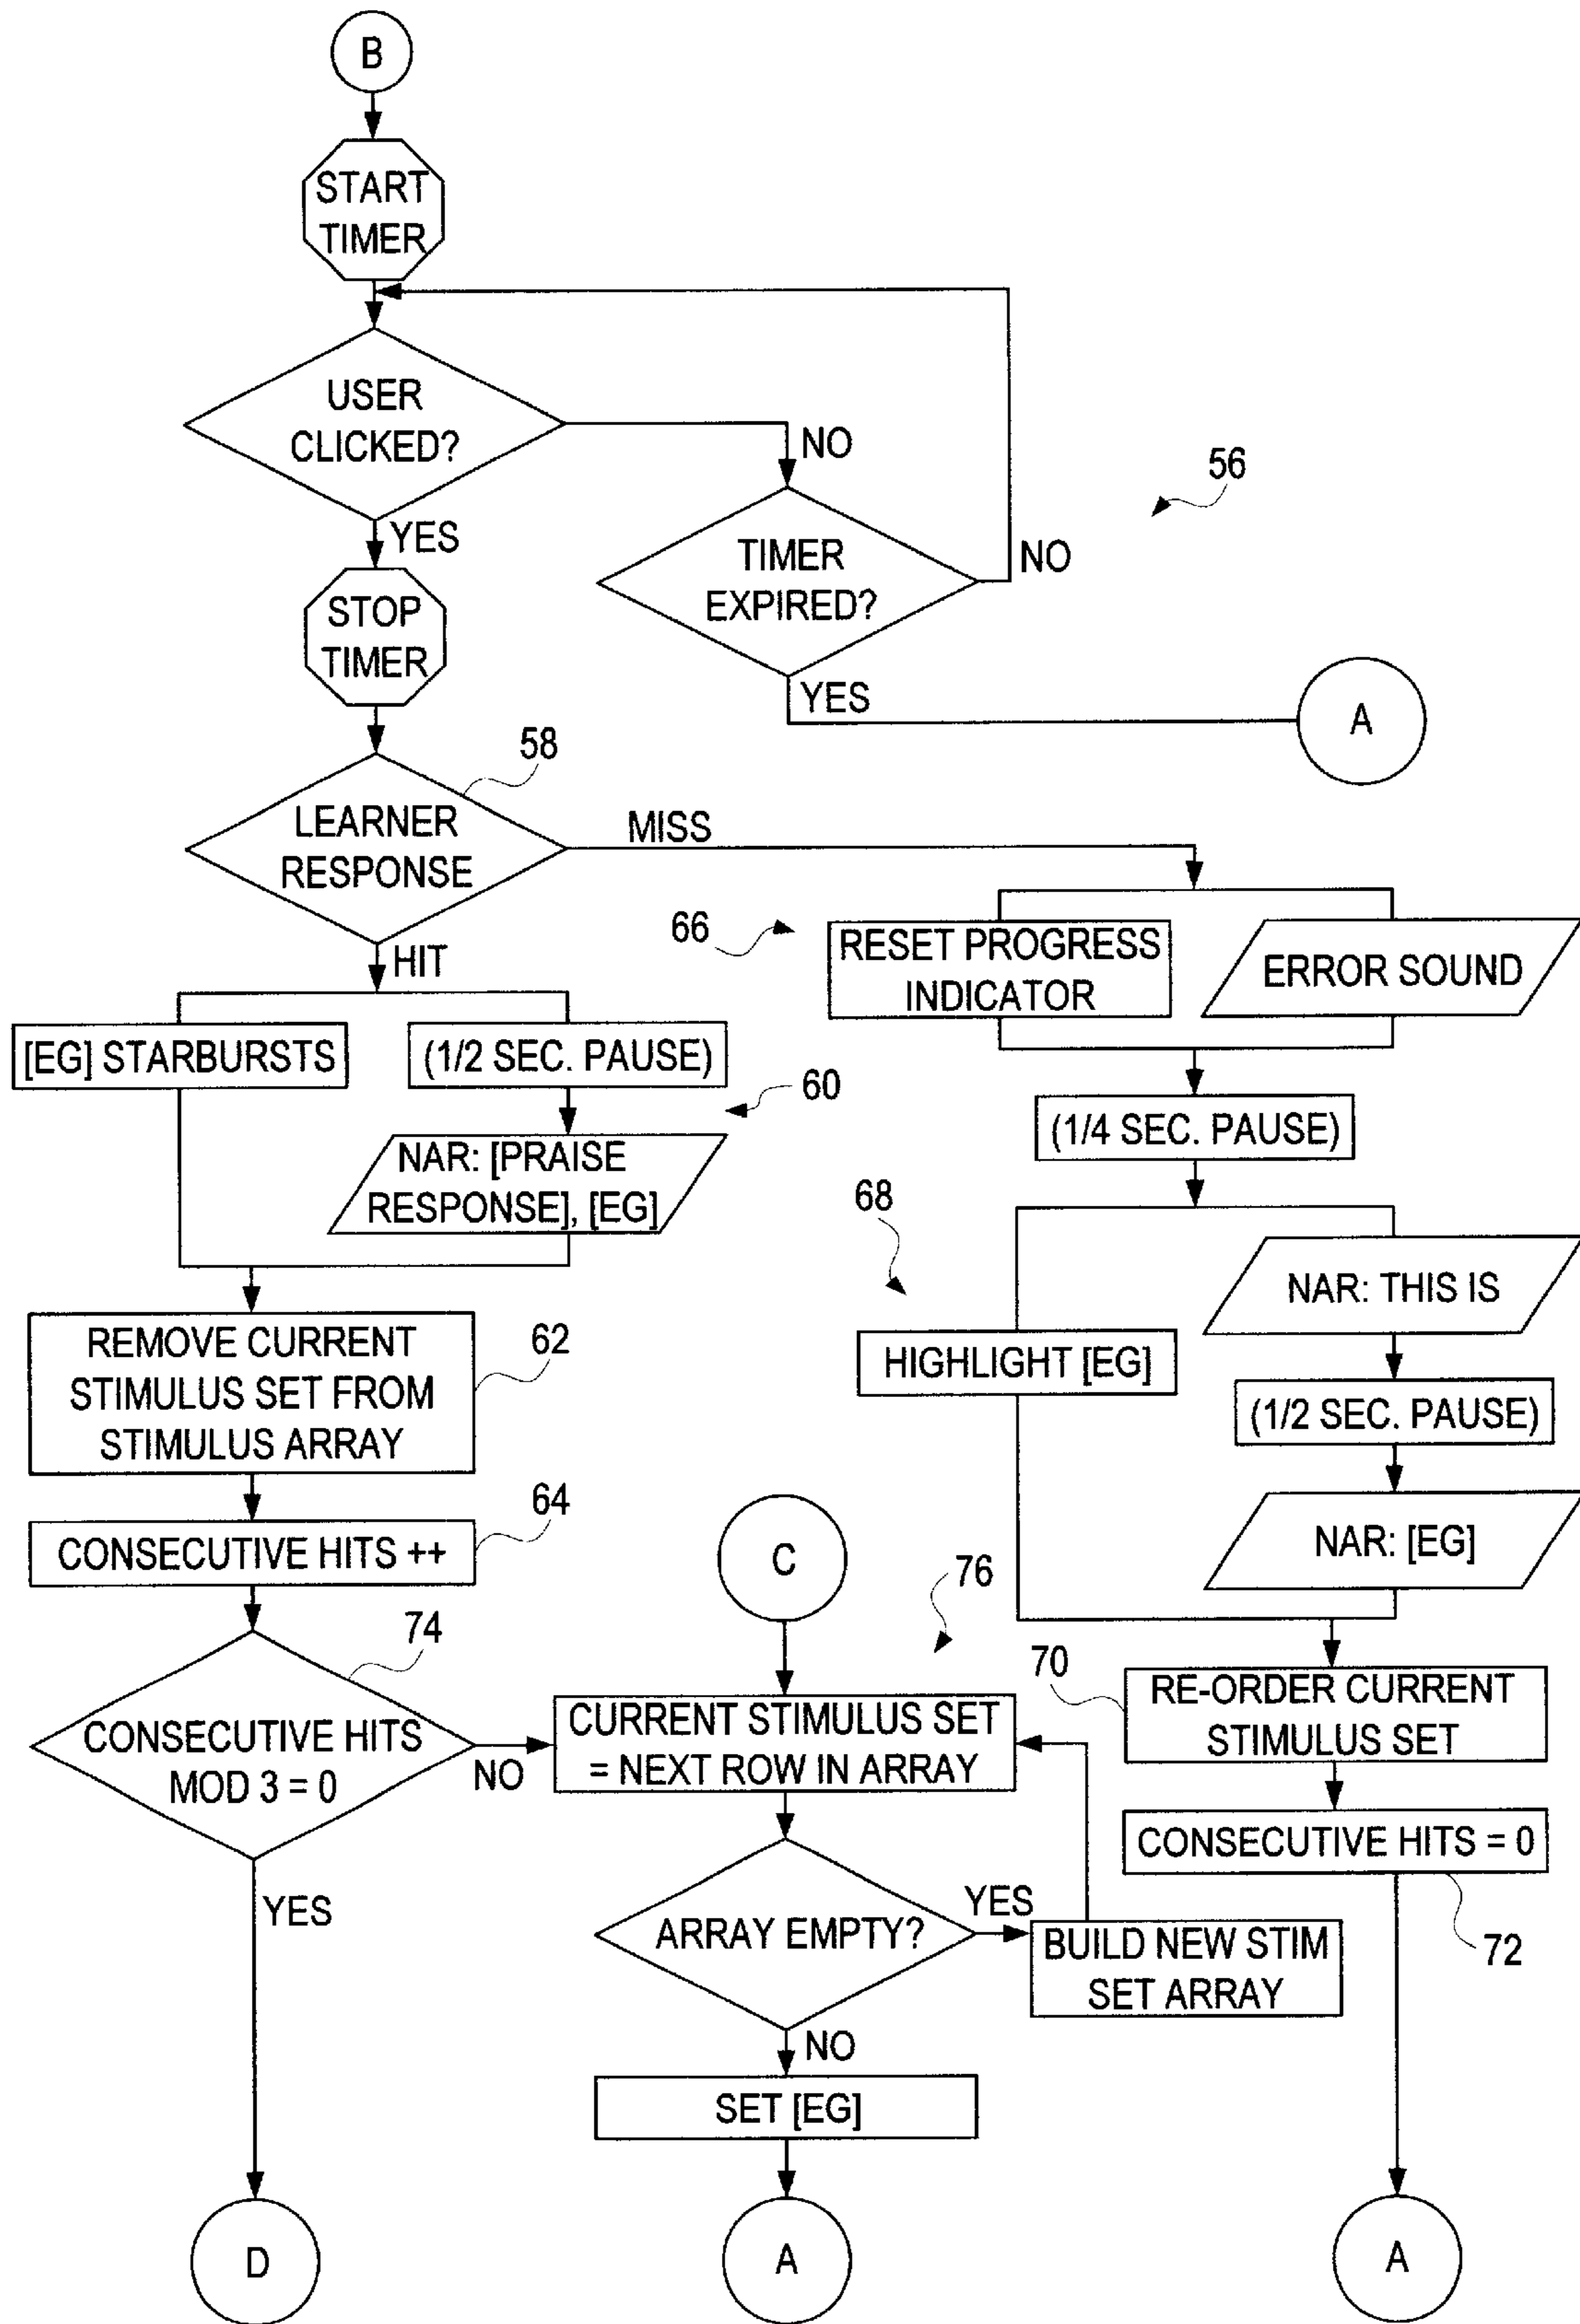 B
START
TIMER
USER
CLICKED?
NO
56
TIMER
EXPIRED?
NO
YES
STOP
TIMER
YES
A
58
LEARNER
RESPONSE
MISS
HIT
66
RESET PROGRESS
INDICATOR
ERROR SOUND
[EG] STARBURSTS
(1/2 SEC. PAUSE)
60
(1/4 SEC. PAUSE)
NAR: [PRAISE
RESPONSE], [EG]
68
NAR: THIS IS
HIGHLIGHT [EG]
(1/2 SEC. PAUSE)
NAR: [EG]
REMOVE CURRENT
STIMULUS SET FROM
STIMULUS ARRAY
62
64
CONSECUTIVE HITS ++
C
76
74
CONSECUTIVE HITS
MOD 3 = 0
NO
CURRENT STIMULUS SET
= NEXT ROW IN ARRAY
70
RE-ORDER CURRENT
STIMULUS SET
CONSECUTIVE HITS = 0
72
YES
ARRAY EMPTY?
YES
BUILD NEW STIM
SET ARRAY
NO
SET [EG]
D
A
A